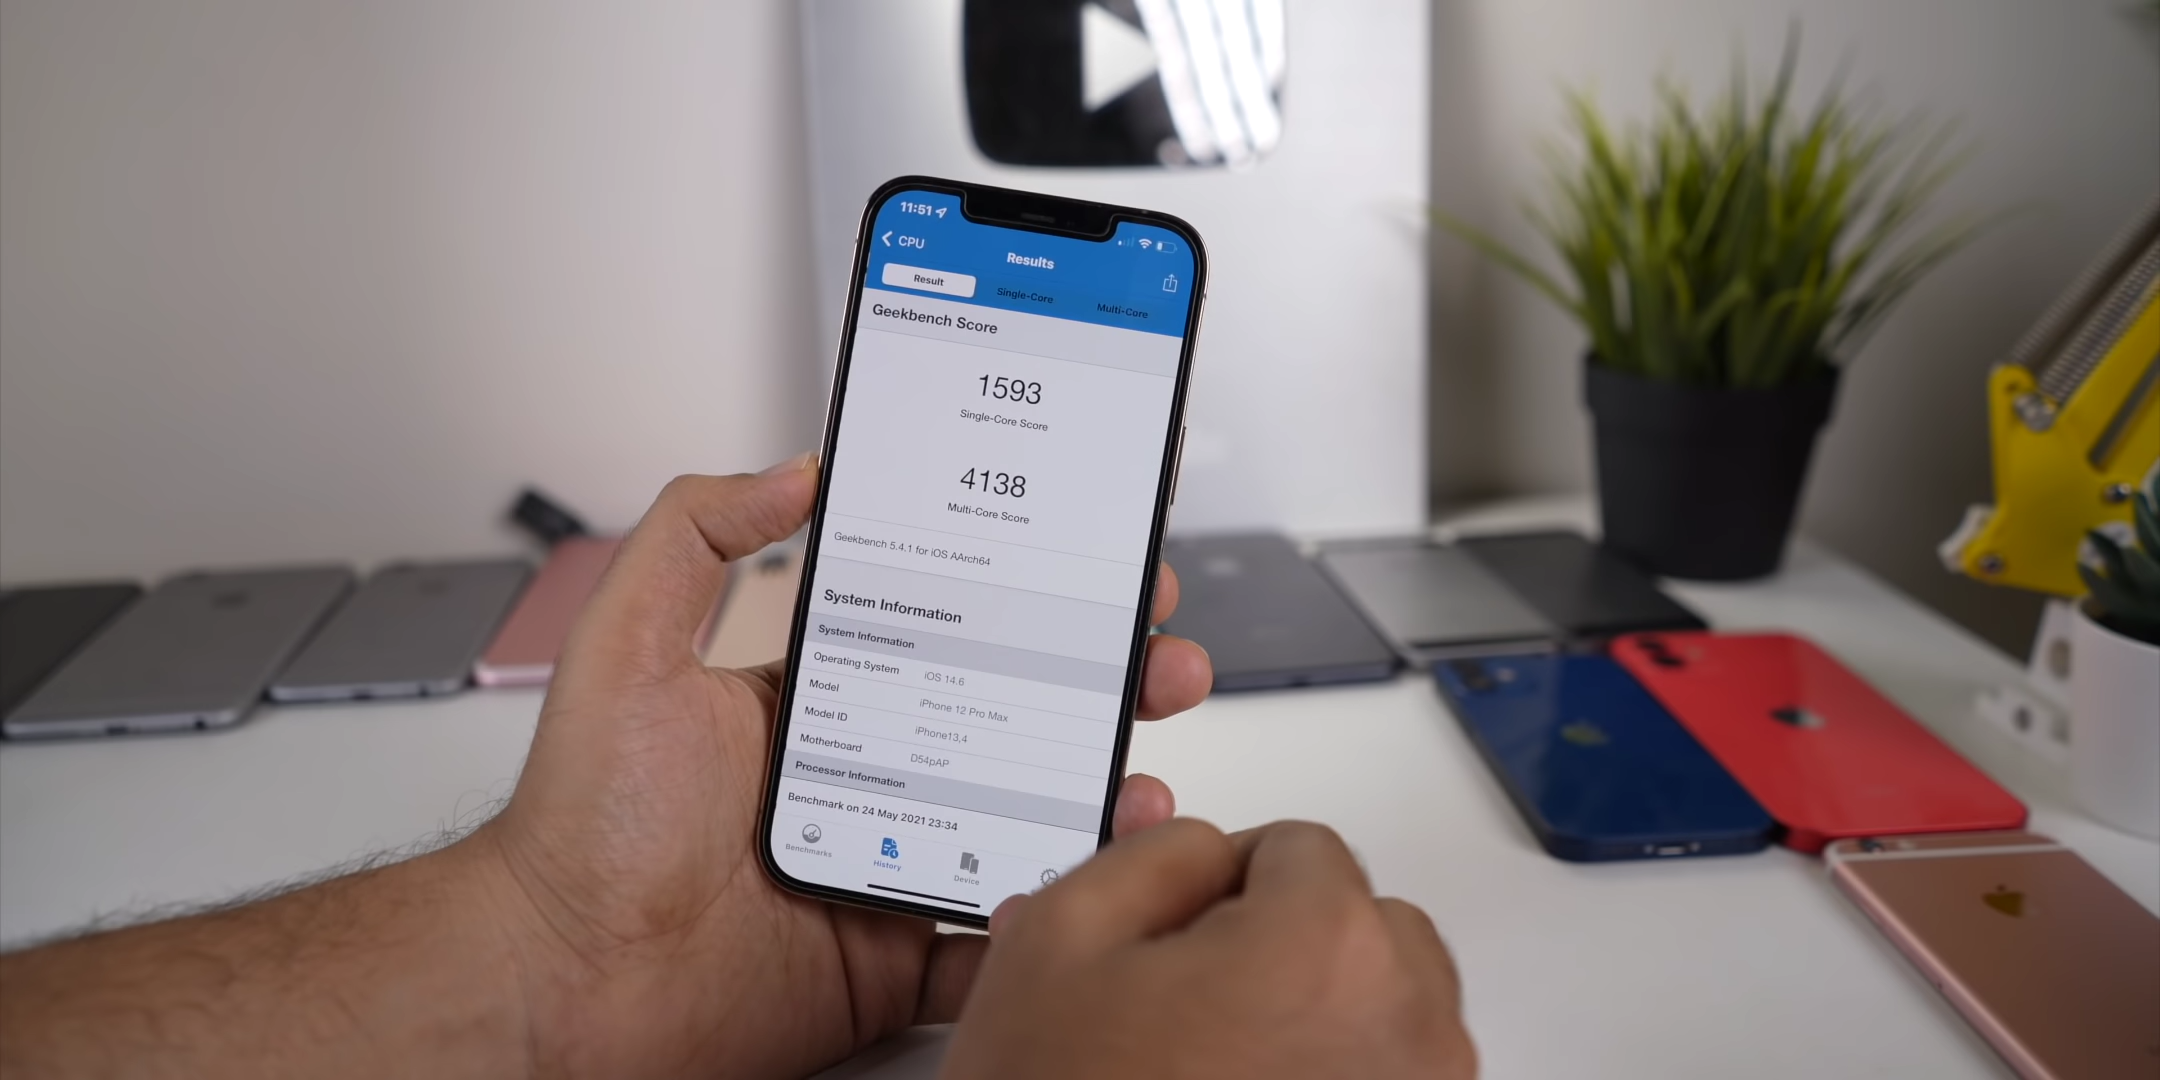 11:51
CPU
Results
Result
Single-Core
Multi-Core
Geekbench Score
1593
Single-Core Score
4138
Multi-Core Score
Geekbench 5.4.1 for iOS AArch64
System Information
System Information
Operating System iOS 14.6
Model iPhone 12 Pro Max
Model ID iPhone13,4
Motherboard D54pAP
Processor Information
Benchmark on 24 May 2021 23:34
Benchmarks
History
Device